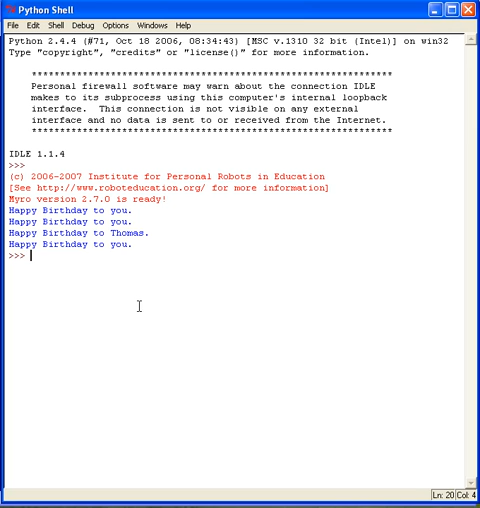 Python Shell
File Edit Shell Debug Options Windows Help
Python 2.4.4 (#71, Oct 18 2006, 08:34:43) [MSC v.1310 32 bit (Intel)] on win32
Type "copyright", "credits" or "license()" for more information.
****************************************************************
Personal firewall software may warn about the connection IDLE
makes to its subprocess using this computer's internal loopback
interface.  This connection is not visible on any external
interface and no data is sent to or received from the Internet.
****************************************************************
IDLE 1.1.4
>>>
(c) 2006-2007 Institute for Personal Robots in Education
[See http://www.roboteducation.org/ for more information]
Myro version 2.7.0 is ready!
Happy Birthday to you.
Happy Birthday to you.
Happy Birthday to Thomas.
Happy Birthday to you.
>>>
Ln: 20 Col: 4